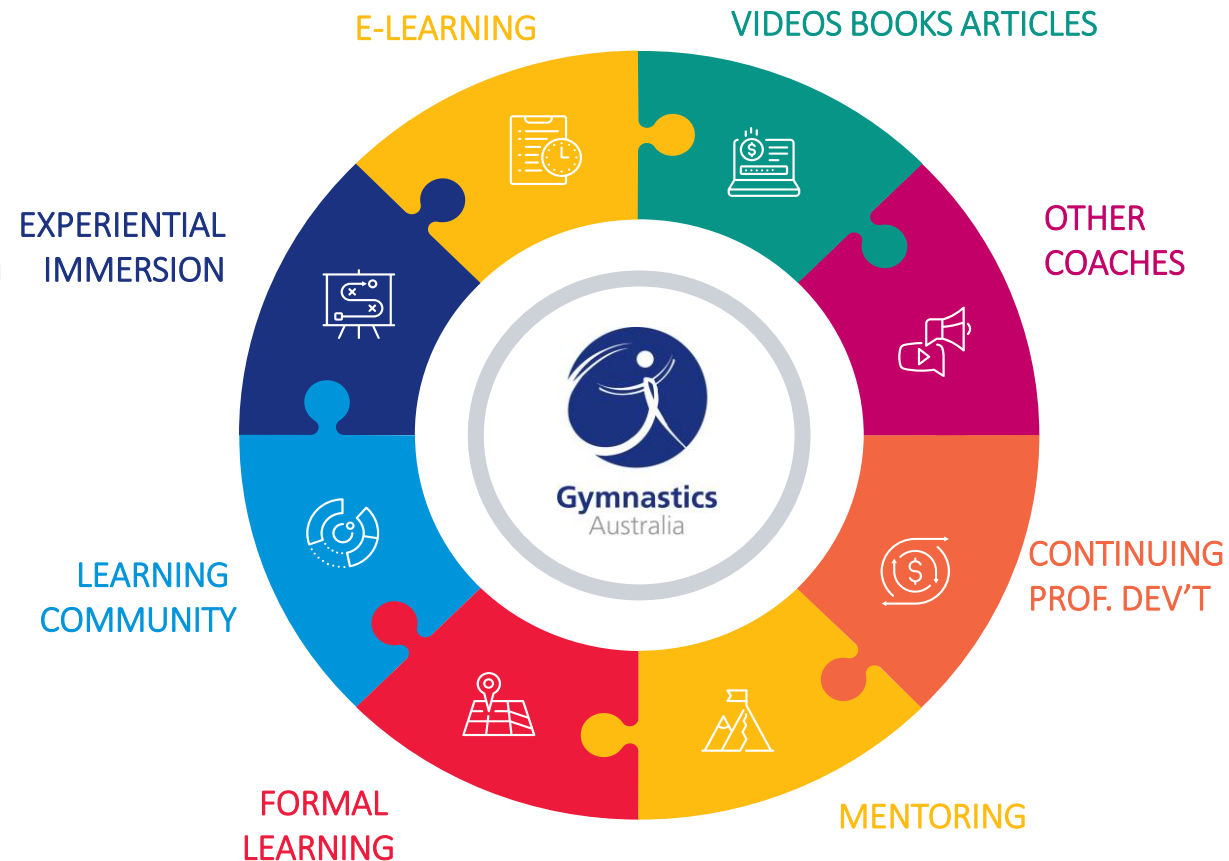 E-LEARNING
VIDEOS BOOKS ARTICLES
EXPERIENTIAL
IMMERSION
OTHER
COACHES
Gymnastics
Australia
LEARNING
COMMUNITY
CONTINUING
PROF. DEV'T
FORMAL
LEARNING
MENTORING